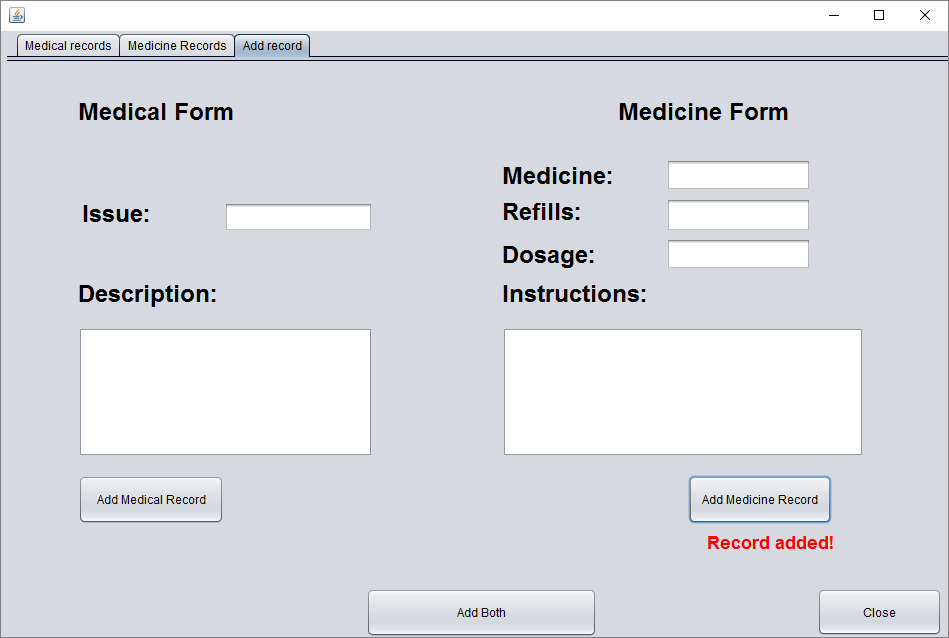 Medical records Medicine Records Add record
Medical Form
Medicine Form
Issue:
Description:
Medicine:
Refills:
Dosage:
Instructions:
Add Medical Record
Add Medicine Record
Record added!
Add Both
Close